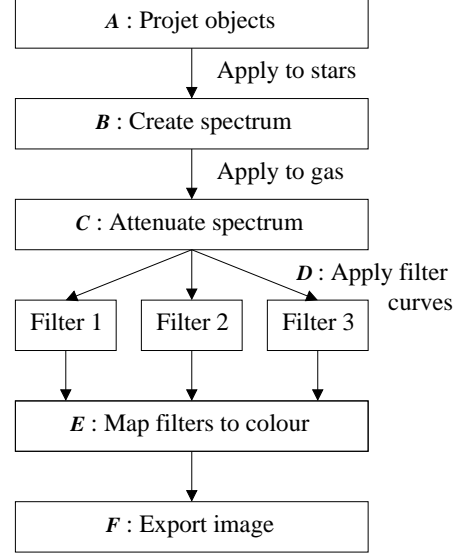 A : Projet objects
Apply to stars
B : Create spectrum
Apply to gas
C : Attenuate spectrum
D : Apply filter
curves
Filter 1
Filter 2
Filter 3
E : Map filters to colour
F : Export image